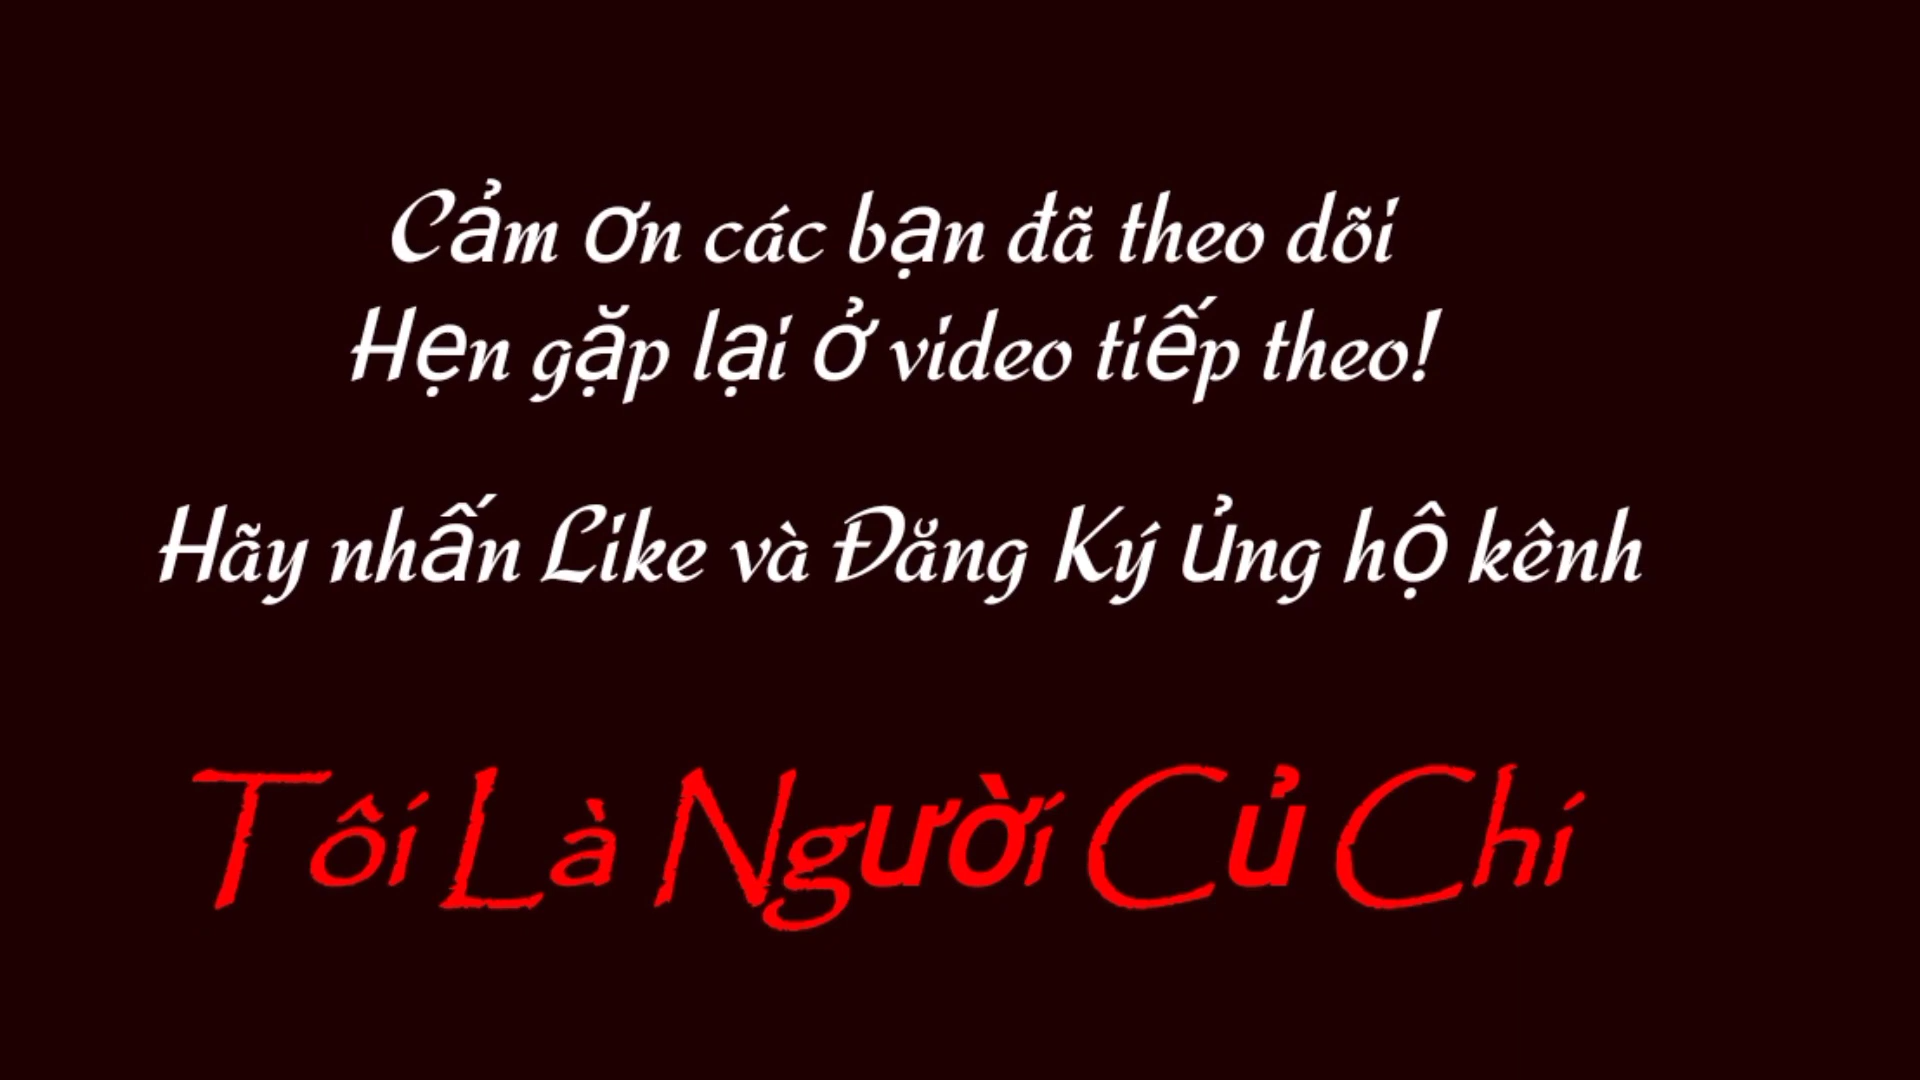 Cảm ơn các bạn đã theo dõi
Hẹn gặp lại ở video tiếp theo!
Hãy nhấn Like và Đăng Ký ủng hộ kênh
Tôi Là Người Củ Chi